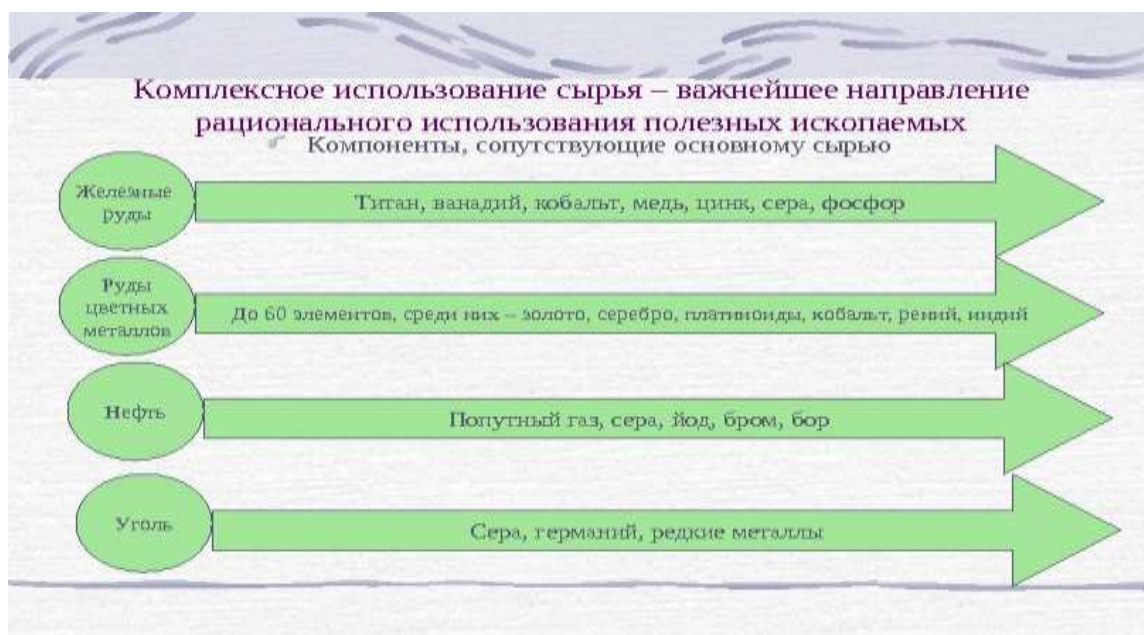 Комплексное использование сырья – важнейшее направление
рационального использования полезных ископаемых
Компоненты, сопутствующие основному сырью
Железные
руды
Титан, ванадий, кобальт, медь, цинк, сера, фосфор
Руды
цветных
металлов
До 60 элементов, среди них – золото, серебро, платиноиды, кобальт, рений, индий
Нефть
Попутный газ, сера, йод, бром, бор
Уголь
Сера, германий, редкие металлы